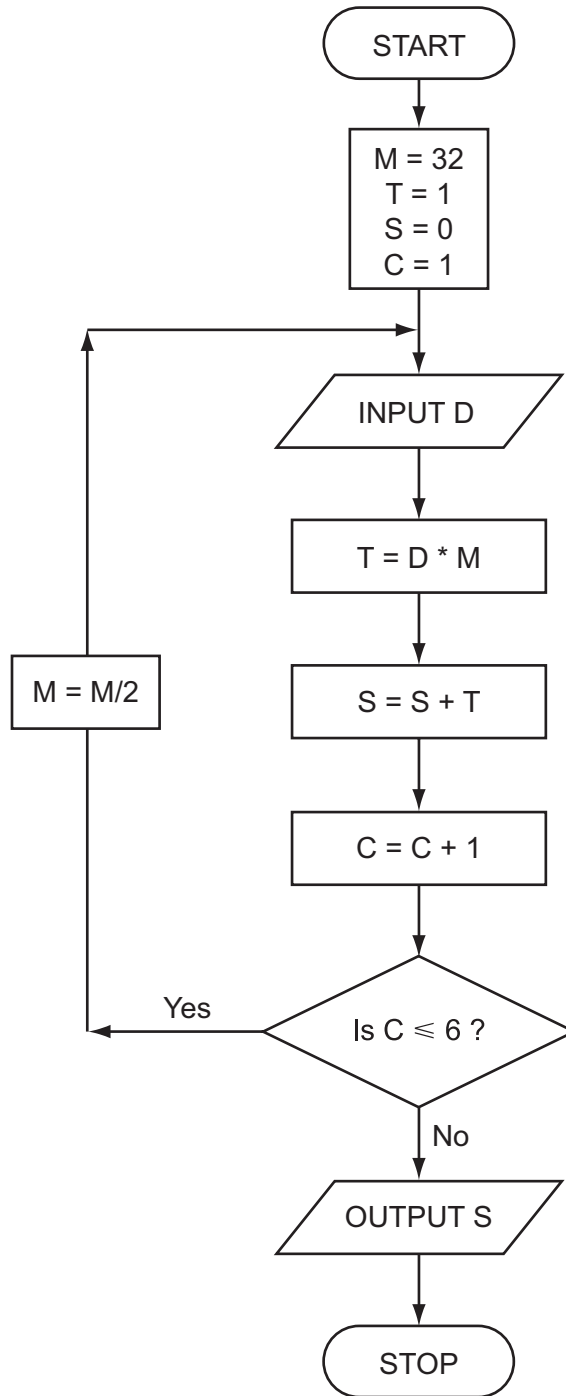 START
M = 32
T = 1
S = 0
C = 1
INPUT D
T = D * M
M = M/2
S = S + T
C = C + 1
Yes
Is C ⩽ 6 ?
No
OUTPUT S
STOP